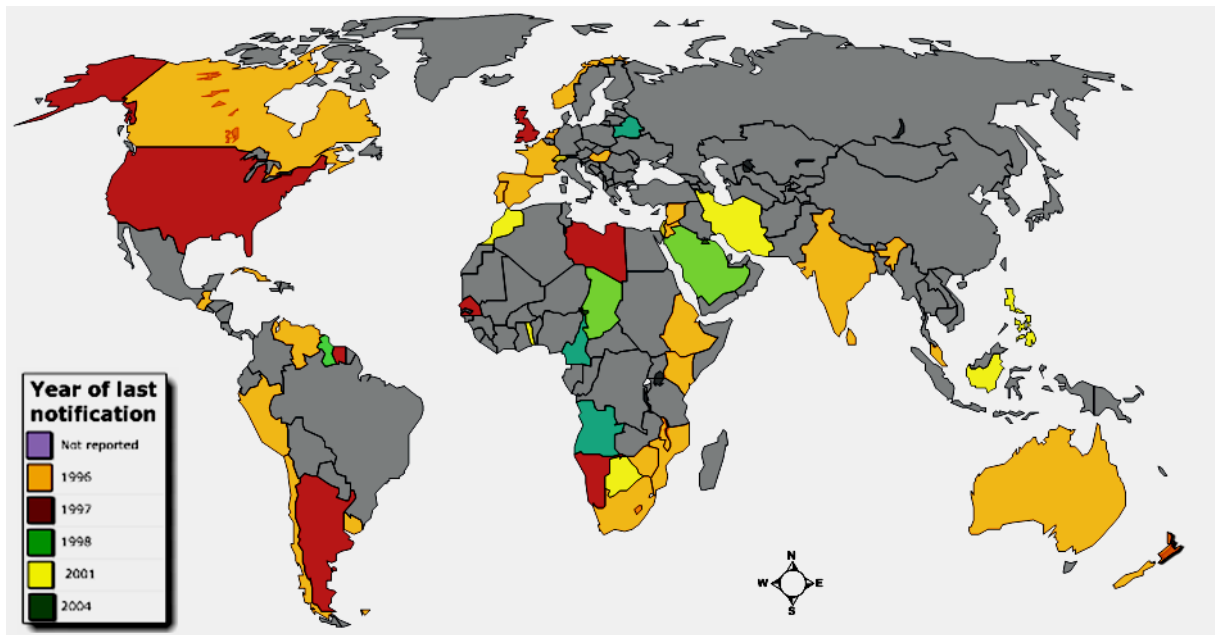 Year of last
notification
Not reported
1996
1997
1998
2001
2004
N
W E
S